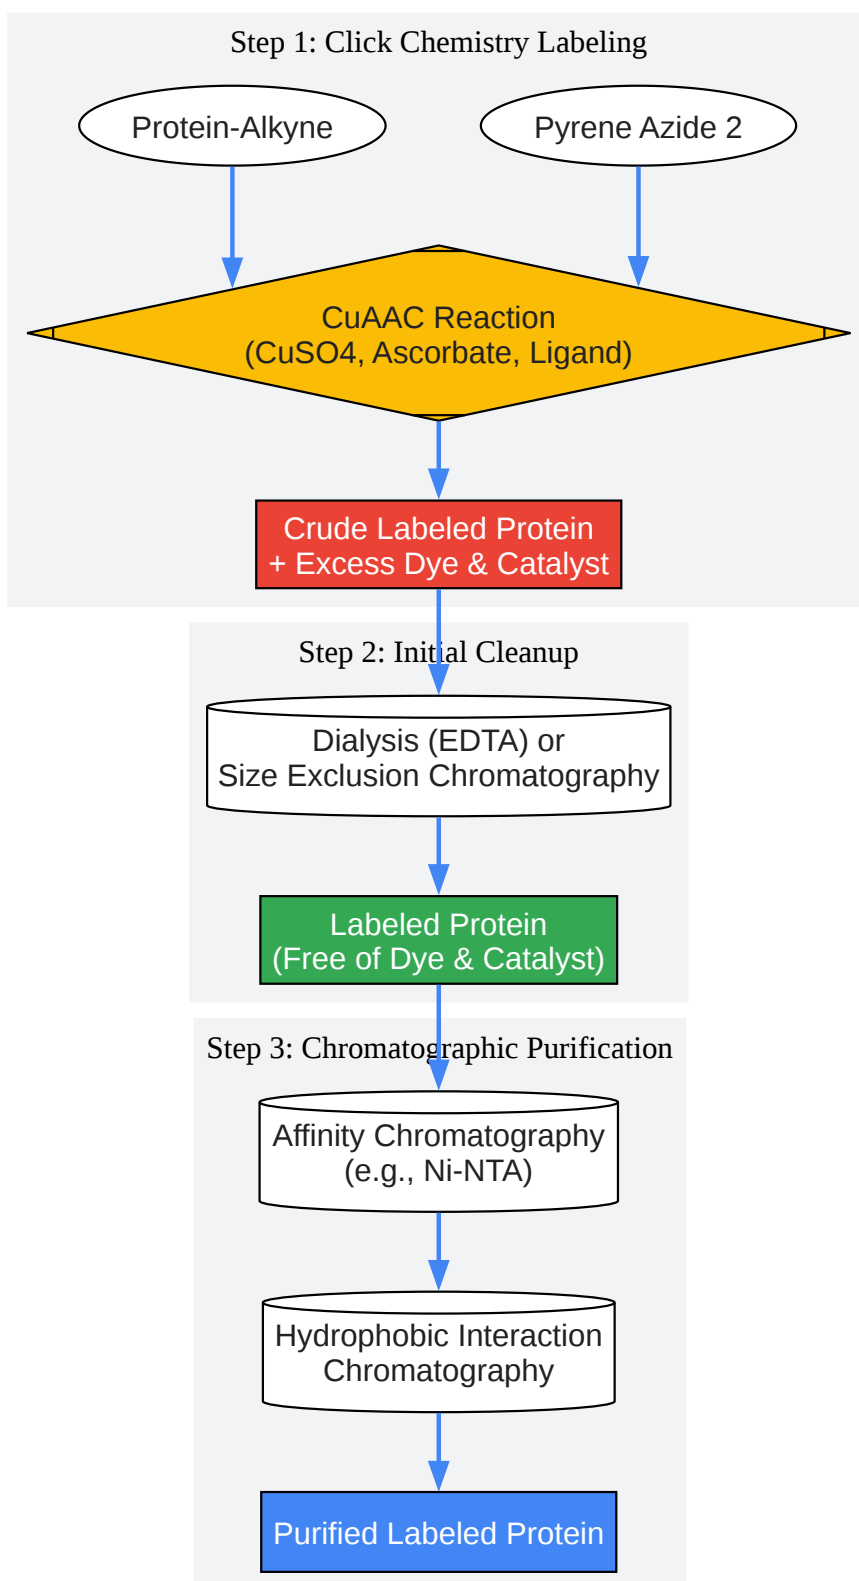 Step 1: Click Chemistry Labeling
Protein-Alkyne
Pyrene Azide 2
CuAAC Reaction
(CuSO4, Ascorbate, Ligand)
Crude Labeled Protein
+ Excess Dye & Catalyst
Step 2: Initial Cleanup
Dialysis (EDTA) or
Size Exclusion Chromatography
Labeled Protein
(Free of Dye & Catalyst)
Step 3: Chromatographic Purification
Affinity Chromatography
(e.g., Ni-NTA)
Hydrophobic Interaction
Chromatography
Purified Labeled Protein